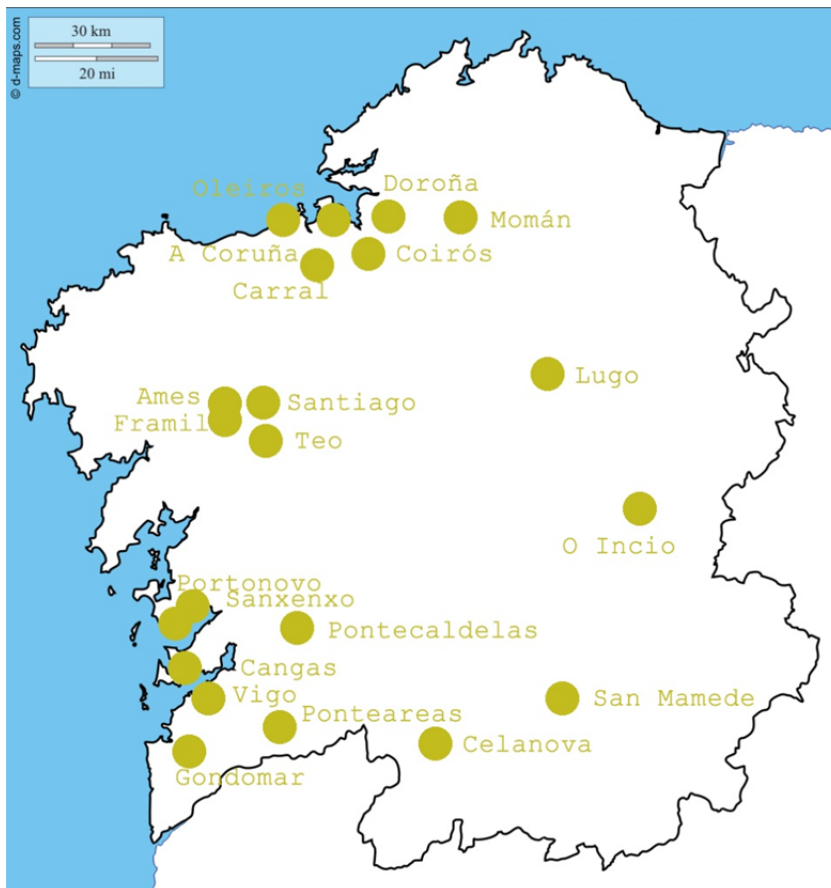 © d-maps.com
30 km
20 mi
Doroña
Oleiros
Momán
A Coruña
Coirós
Carral
Lugo
Ames
Santiago
Framil
Teo
O Incio
Portonovo
Sanxenxo
Pontecaldelas
Cangas
Vigo
San Mamede
Ponteareas
Celanova
Gondomar